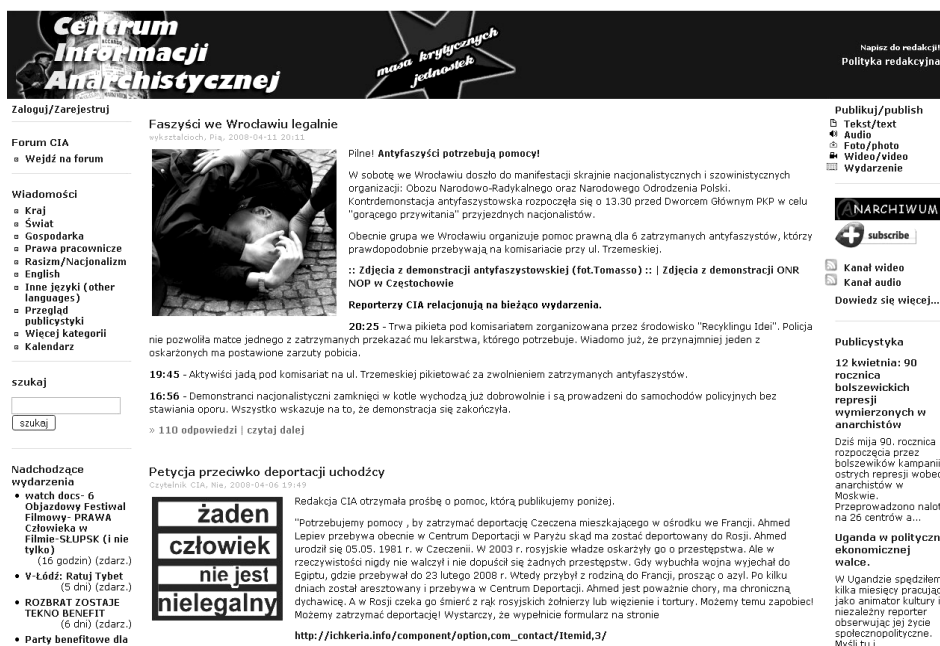 Centrum
Informacji
Anarchistycznej
masa krytycznych
jednostek
Napisz do redakcji!
Polityka redakcyjna
Zaloguj/Zarejestruj
Forum CIA
Wejdź na forum
Wiadomości
Kraj
Świat
Gospodarka
Prawa pracownicze
Rasizm/Nacjonalizm
English
Inne języki (other
languages)
Przegląd
publicystyki
Więcej kategorii
Kalendarz
szukaj
szukaj
Nadchodzące
wydarzenia
watch docs- 6
Objazdowy Festiwal
Filmowy- PRAWA
Człowieka w
Filmie-SŁUPSK (i nie
tylko)
(16 godzin) (zdarz.)
V-Łódź: Ratuj Tybet
(5 dni) (zdarz.)
ROZBRAT ZOSTAJE
TEKNO BENEFIT
(6 dni) (zdarz.)
Party benefitowe dla
Faszyści we Wrocławiu legalnie
wyksztalcioch, Pią, 2008-04-11 20:11
Pilne! Antyfaszyści potrzebują pomocy!
W sobotę we Wrocławiu doszło do manifestacji skrajnie nacjonalistycznych i szowinistycznych
organizacji: Obozu Narodowo-Radykalnego oraz Narodowego Odrodzenia Polski.
Kontrdemonstacja antyfaszystowska rozpoczęła się o 13.30 przed Dworcem Głównym PKP w celu
"gorącego przywitania" przyjezdnych nacjonalistów.
Obecnie grupa we Wrocławiu organizuje pomoc prawną dla 6 zatrzymanych antyfaszystów, którzy
prawdopodobnie przebywają na komisariacie przy ul. Trzemeskiej.
:: Zdjęcia z demonstracji antyfaszystowskiej (fot.Tomasso) :: | Zdjęcia z demonstracji ONR
NOP w Częstochowie
Reporterzy CIA relacjonują na bieżąco wydarzenia.
20:25 - Trwa pikieta pod komisariatem zorganizowana przez środowisko "Recyklingu Idei". Policja
nie pozwoliła matce jednego z zatrzymanych przekazać mu lekarstwa, którego potrzebuje. Wiadomo już, że przynajmniej jeden z
oskarżonych ma postawione zarzuty pobicia.
19:45 - Aktywiści jadą pod komisariat na ul. Trzemeskiej pikietować za zwolnieniem zatrzymanych antyfaszystów.
16:56 - Demonstranci nacjonalistyczni zamknięci w kotle wychodzą już dobrowolnie i są prowadzeni do samochodów policyjnych bez
stawiania oporu. Wszystko wskazuje na to, że demonstracja się zakończyła.
» 110 odpowiedzi | czytaj dalej
Petycja przeciwko deportacji uchodźcy
Czytelnik CIA, Nie, 2008-04-06 19:49
żaden
człowiek
nie jest
nielegalny
Redakcja CIA otrzymała prośbę o pomoc, którą publikujemy poniżej.
"Potrzebujemy pomocy , by zatrzymać deportację Czeczena mieszkającego w ośrodku we Francji. Ahmed
Lepiev przebywa obecnie w Centrum Deportacji w Paryżu skąd ma zostać deportowany do Rosji. Ahmed
urodził się 05.05. 1981 r. w Czeczenii. W 2003 r. rosyjskie władze oskarżyły go o przestępstwa. Ale w
rzeczywistości nigdy nie walczył i nie dopuścił się żadnych przestępstw. Gdy wybuchła wojna wyjechał do
Egiptu, gdzie przebywał do 23 lutego 2008 r. Wtedy przybył z rodziną do Francji, prosząc o azyl. Po kilku
dniach został aresztowany i przebywa w Centrum Deportacji. Ahmed jest poważnie chory, ma chroniczną
dychawicę. A w Rosji czeka go śmierć z rąk rosyjskich żołnierzy lub więzienie i tortury. Możemy temu zapobiec!
Możemy zatrzymać deportację! Wystarczy, że wypełnicie formularz na stronie
http://ichkeria.info/component/option,com_contact/Itemid,3/
Publikuj/publish
Tekst/text
Audio
Foto/photo
Wideo/video
Wydarzenie
ANARCHIWUM
subscribe
Kanał wideo
Kanał audio
Dowiedz się więcej...
Publicystyka
12 kwietnia: 90
rocznica
bolszewickich
represji
wymierzonych w
anarchistów
Dziś mija 90. rocznica
rozpoczęcia przez
bolszewików kampanii
ostrych represji wobec
anarchistów w
Moskwie.
Przeprowadzono nalot
na 26 centrów a...
Uganda w polityczn
ekonomicznej
walce.
W Ugandzie spędziłem
kilka miesięcy pracując
jako animator kultury i
niezależny reporter
obserwując jej życie
społecznopolityczne.
Myśli tu i